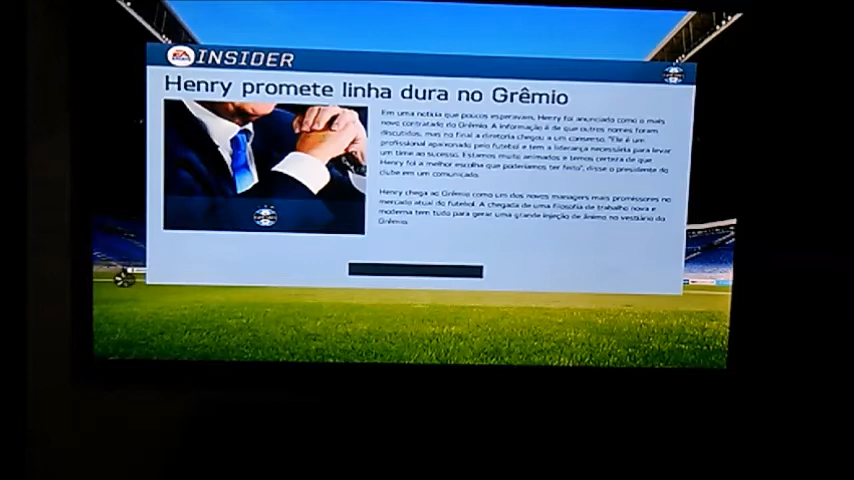 EA SPORTS INSIDER
Henry promete linha dura no Grêmio
Em uma notícia que poucos esperavam, Henry foi anunciado como o mais
novo contratado do Grêmio. A informação é de que outros nomes foram
discutidos, mas no final a diretoria chegou a um consenso. "Ele é um
profissional apaixonado pelo futebol e tem a liderança necessária para levar
um time ao sucesso. Estamos muito animados e temos certeza de que
Henry foi a melhor escolha que poderíamos ter feito", disse o presidente do
clube em um comunicado.
Henry chega ao Grêmio como um dos novos managers mais promissores no
mercado atual do futebol. A chegada de uma filosofia de trabalho nova e
moderna tem tudo para gerar uma grande injeção de ânimo no vestiário do
Grêmio.